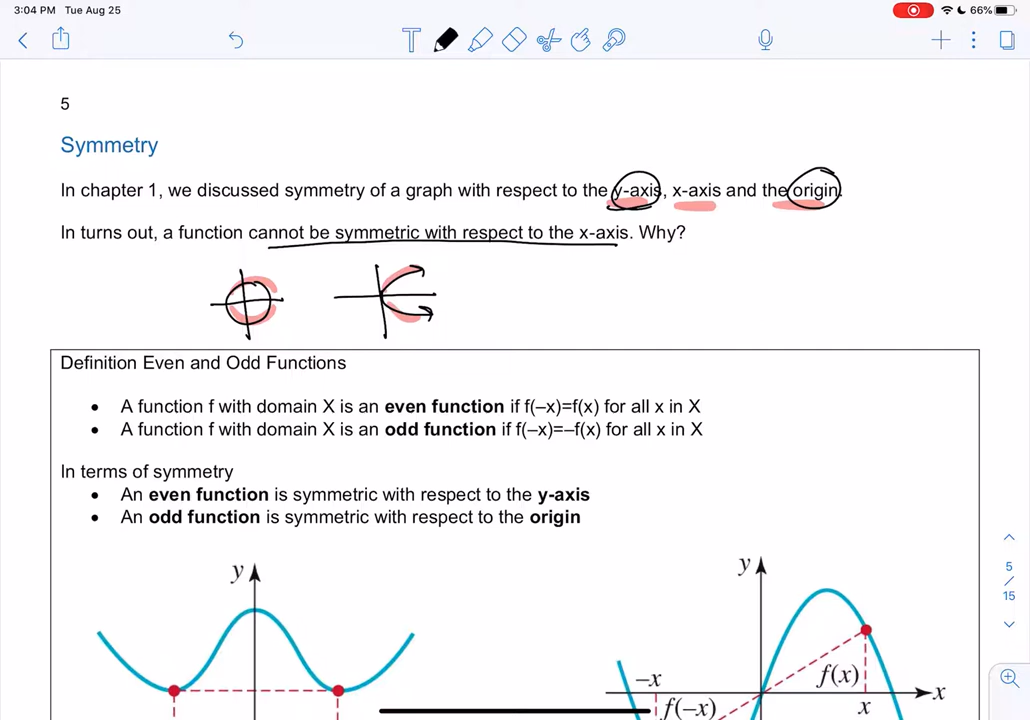 3:04 PM Tue Aug 25
66%
T
5
Symmetry
In chapter 1, we discussed symmetry of a graph with respect to the y-axis, x-axis and the origin.
In turns out, a function cannot be symmetric with respect to the x-axis. Why?
Definition Even and Odd Functions
• A function f with domain X is an even function if f(–x)=f(x) for all x in X
• A function f with domain X is an odd function if f(–x)=–f(x) for all x in X
In terms of symmetry
• An even function is symmetric with respect to the y-axis
• An odd function is symmetric with respect to the origin
5
/
15
y
y
–x
f(x)
x
f(–x)
x